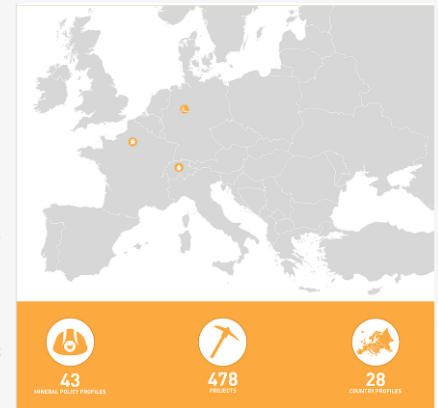 43
MINERAL POLICY PROFILES
478
PROJECTS
28
COUNTRY PROFILES